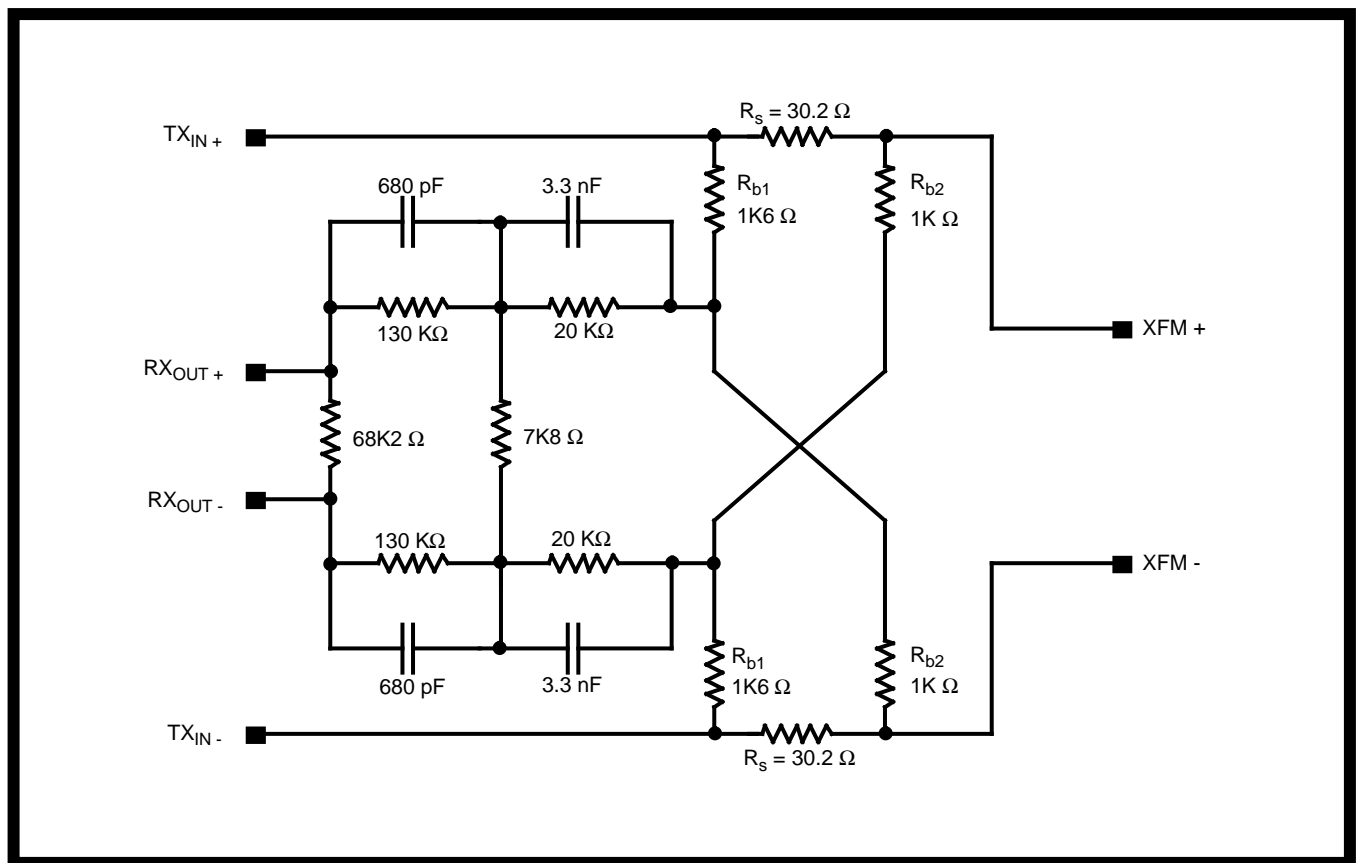 R_s = 30.2 Ω
TX_IN +
680 pF
3.3 nF
R_b1
1K6 Ω
R_b2
1K Ω
130 KΩ
20 KΩ
XFM +
RX_OUT +
68K2 Ω
7K8 Ω
RX_OUT -
130 KΩ
20 KΩ
XFM -
R_b1
1K6 Ω
R_b2
1K Ω
680 pF
3.3 nF
TX_IN -
R_s = 30.2 Ω